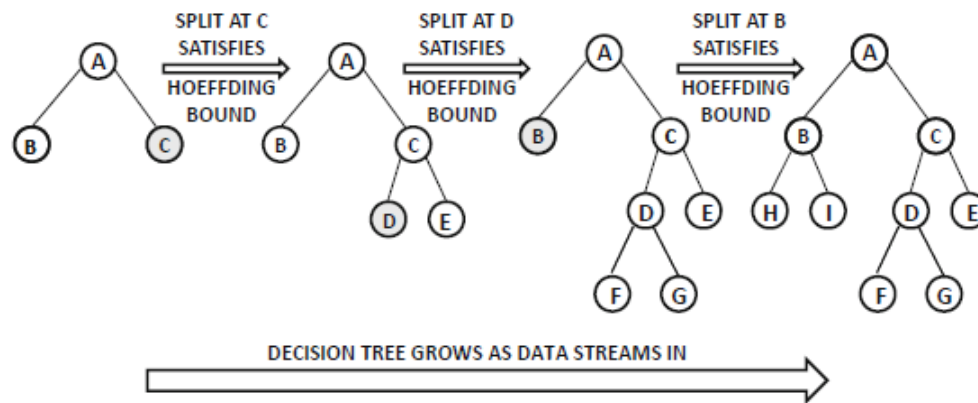 SPLIT AT C
SATISFIES
HOEFFDING
BOUND
SPLIT AT D
SATISFIES
HOEFFDING
BOUND
SPLIT AT B
SATISFIES
HOEFFDING
BOUND
A
B
C
A
B
C
D
E
A
B
C
D
E
F
G
A
B
C
H
I
D
E
F
G
DECISION TREE GROWS AS DATA STREAMS IN